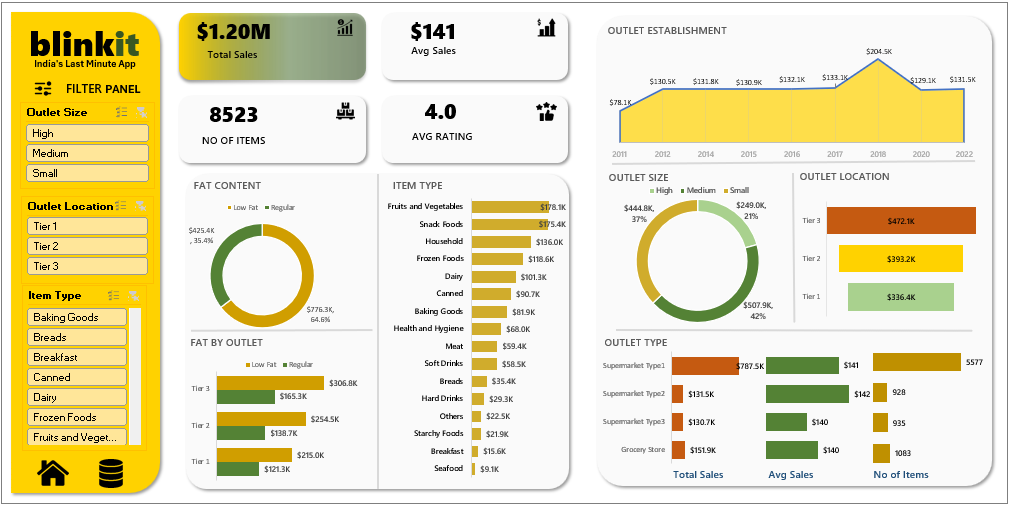 blinkit
India's Last Minute App
FILTER PANEL
Outlet Size
High
Medium
Small
Outlet Location
Tier 1
Tier 2
Tier 3
Item Type
Baking Goods
Breads
Breakfast
Canned
Dairy
Frozen Foods
Fruits and Veget...
$1.20M
Total Sales
$141
Avg Sales
8523
NO OF ITEMS
4.0
AVG RATING
FAT CONTENT
Low Fat Regular
$425.4K
, 35.4%
$776.3K,
64.6%
FAT BY OUTLET
Low Fat Regular
Tier 3 $306.8K
$165.3K
Tier 2 $254.5K
$138.7K
Tier 1 $215.0K
$121.3K
ITEM TYPE
Fruits and Vegetables $178.1K
Snack Foods $175.4K
Household $136.0K
Frozen Foods $118.6K
Dairy $101.3K
Canned $90.7K
Baking Goods $81.9K
Health and Hygiene $68.0K
Meat $59.4K
Soft Drinks $58.5K
Breads $35.4K
Hard Drinks $29.3K
Others $22.5K
Starchy Foods $21.9K
Breakfast $15.6K
Seafood $9.1K
OUTLET ESTABLISHMENT
$78.1K $130.5K $131.8K $130.9K $132.1K $133.1K $204.5K $129.1K $131.5K
2011 2012 2014 2015 2016 2017 2018 2020 2022
OUTLET SIZE
High Medium Small
$444.8K,
37%
$249.0K,
21%
$507.9K,
42%
OUTLET LOCATION
Tier 3 $472.1K
Tier 2 $393.2K
Tier 1 $336.4K
OUTLET TYPE
Supermarket Type1 $787.5K $141 5577
Supermarket Type2 $131.5K $142 928
Supermarket Type3 $130.7K $140 935
Grocery Store $151.9K $140 1083
Total Sales Avg Sales No of Items